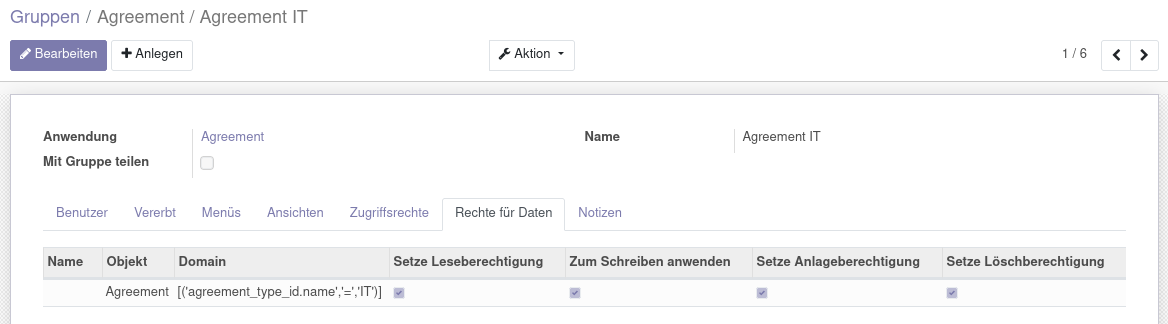 Gruppen / Agreement / Agreement IT
Bearbeiten Anlegen Aktion 1 / 6
Anwendung Agreement Name Agreement IT
Mit Gruppe teilen
Benutzer Vererbt Menüs Ansichten Zugriffsrechte Rechte für Daten Notizen
Name Objekt Domain Setze Leseberechtigung Zum Schreiben anwenden Setze Anlageberechtigung Setze Löschberechtigung
Agreement [('agreement_type_id.name','=','IT')]